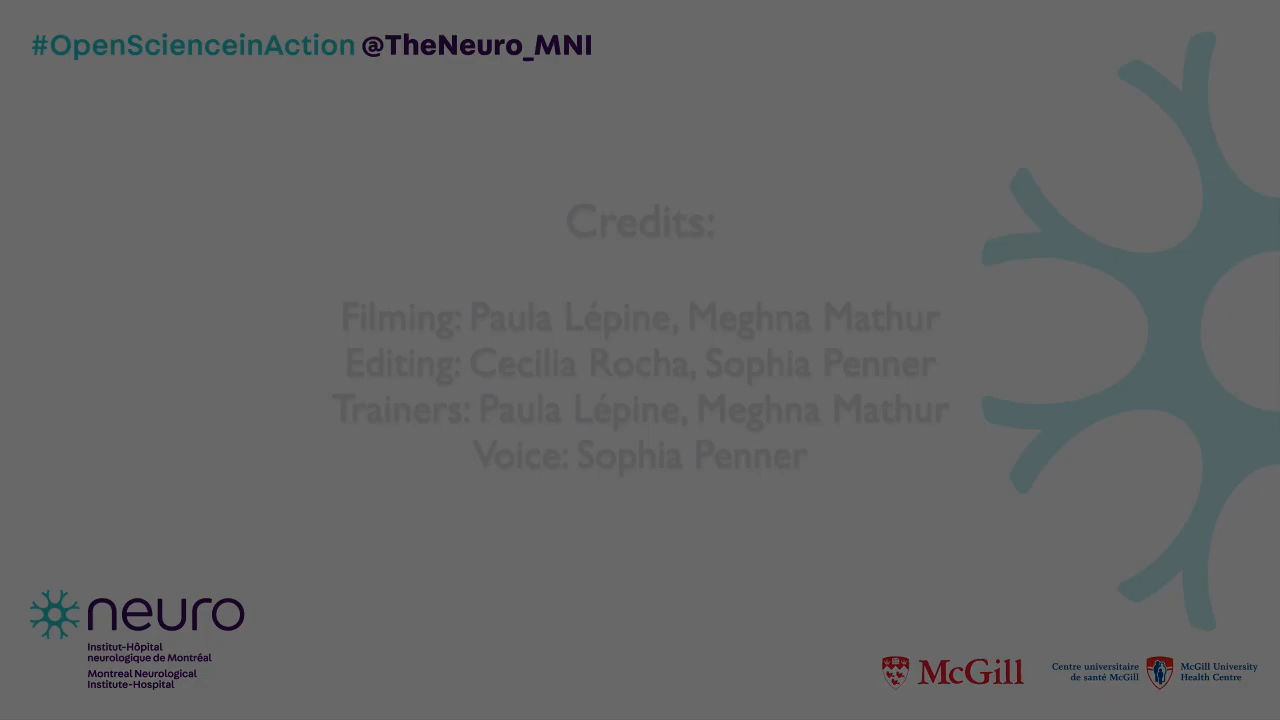 #OpenScienceinAction @TheNeuro_MNI
Credits:
Filming: Paula Lépine, Meghna Mathur
Editing: Cecilia Rocha, Sophia Penner
Trainers: Paula Lépine, Meghna Mathur
Voice: Sophia Penner
neuro
Institut-Hôpital
neurologique de Montréal
Montreal Neurological
Institute-Hospital
McGill
Centre universitaire
de santé McGill
McGill University
Health Centre